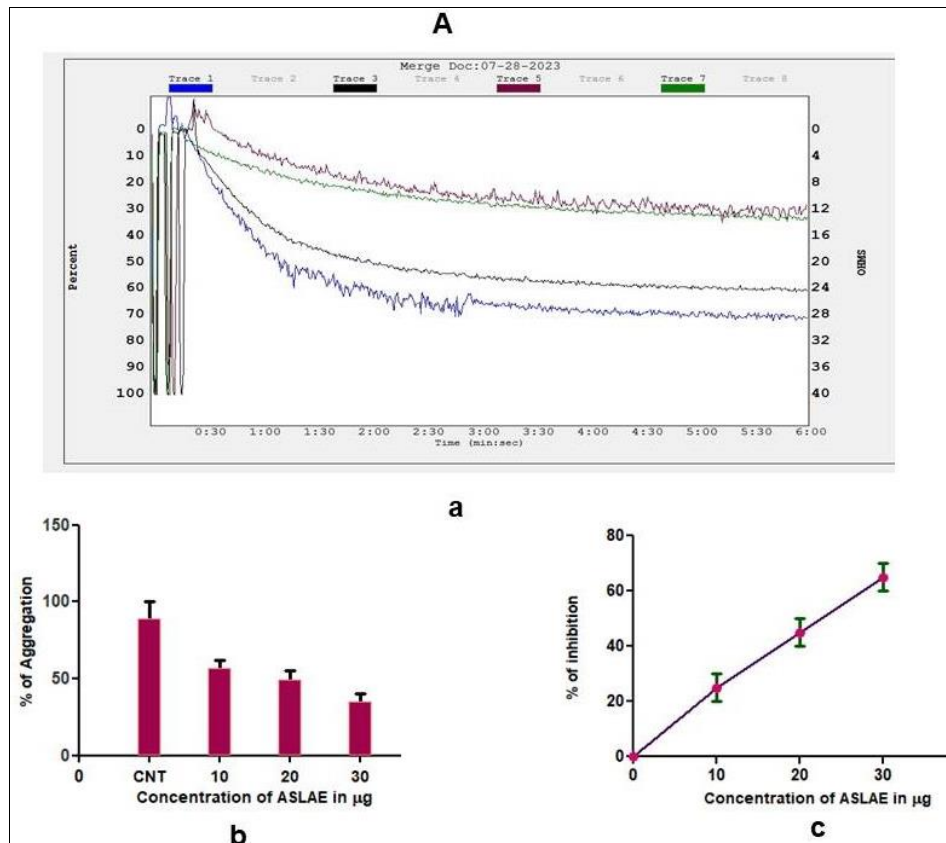 A
Merge Doc:07-28-2023
Trace 1 Trace 2 Trace 3 Trace 4 Trace 5 Trace 6 Trace 7 Trace 8
0 0
10 4
20 8
30 12
40 16
50 20
60 24
70 28
80 32
90 36
100 40
Percent
OHMS
0:30 1:00 1:30 2:00 2:30 3:00 3:30 4:00 4:30 5:00 5:30 6:00
Time (min:sec)
a
150
100
50
0
% of Aggregation
0 CNT 10 20 30
Concentration of ASLAE in µg
b
80
60
40
20
0
% of inhibition
0 10 20 30
Concentration of ASLAE in µg
c